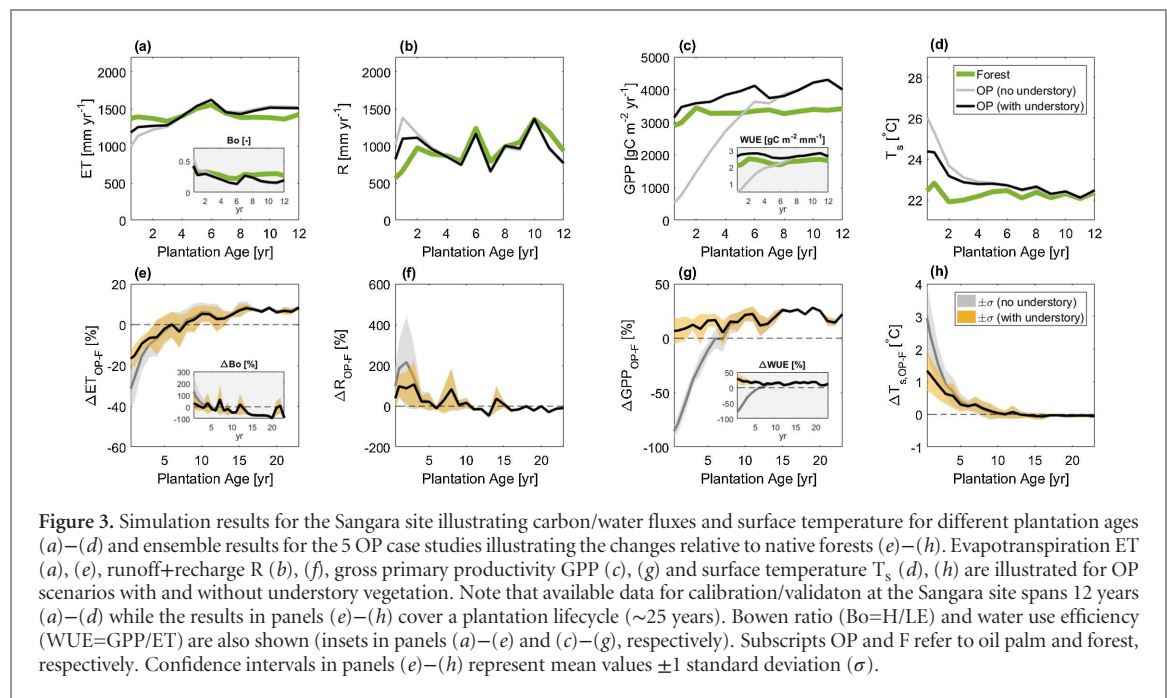 (a)
(b)
(c)
(d)
ET
[mm yr⁻¹]
2000
1500
1000
500
0
Bo [-]
0.5
0
2 4 6 8 10 12
yr
2 4 6 8 10 12
Plantation Age [yr]
R
[mm yr⁻¹]
2000
1500
1000
500
0
2 4 6 8 10 12
Plantation Age [yr]
GPP
[gC m⁻² yr⁻¹]
5000
4000
3000
2000
1000
0
WUE [gC m⁻² mm⁻¹]
3
2
1
2 4 6 8 10 12
yr
2 4 6 8 10 12
Plantation Age [yr]
Tₛ [°C]
28
26
24
22
Forest
OP (no understory)
OP (with understory)
2 4 6 8 10 12
Plantation Age [yr]
(e)
(f)
(g)
(h)
ΔET_OP-F [%]
20
0
-20
-40
-60
ΔBo [%]
300
200
100
0
-100
5 10 15 20
yr
5 10 15 20
Plantation Age [yr]
ΔR_OP-F [%]
600
400
200
0
-200
5 10 15 20
Plantation Age [yr]
ΔGPP_OP-F [%]
50
0
-50
-100
ΔWUE [%]
50
0
-50
-100
5 10 15 20
yr
5 10 15 20
Plantation Age [yr]
ΔT_s,OP-F [°C]
4
3
2
1
0
-1
±σ (no understory)
±σ (with understory)
5 10 15 20
Plantation Age [yr]
Figure 3. Simulation results for the Sangara site illustrating carbon/water fluxes and surface temperature for different plantation ages
(a)–(d) and ensemble results for the 5 OP case studies illustrating the changes relative to native forests (e)–(h). Evapotranspiration ET
(a), (e), runoff+recharge R (b), (f), gross primary productivity GPP (c), (g) and surface temperature Tₛ (d), (h) are illustrated for OP
scenarios with and without understory vegetation. Note that available data for calibration/validaton at the Sangara site spans 12 years
(a)–(d) while the results in panels (e)–(h) cover a plantation lifecycle (~25 years). Bowen ratio (Bo=H/LE) and water use efficiency
(WUE=GPP/ET) are also shown (insets in panels (a)–(e) and (c)–(g), respectively). Subscripts OP and F refer to oil palm and forest,
respectively. Confidence intervals in panels (e)–(h) represent mean values ±1 standard deviation (σ).